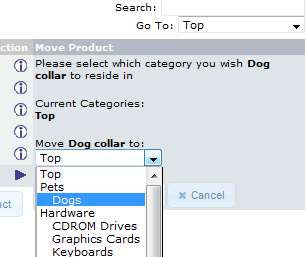 Search:
Go To: Top
ction Move Product
Please select which category you wish Dog
collar to reside in
Current Categories:
Top
Move Dog collar to:
Top
Top
Pets
Dogs
Hardware
CDROM Drives
Graphics Cards
Keyboards
ct
Cancel